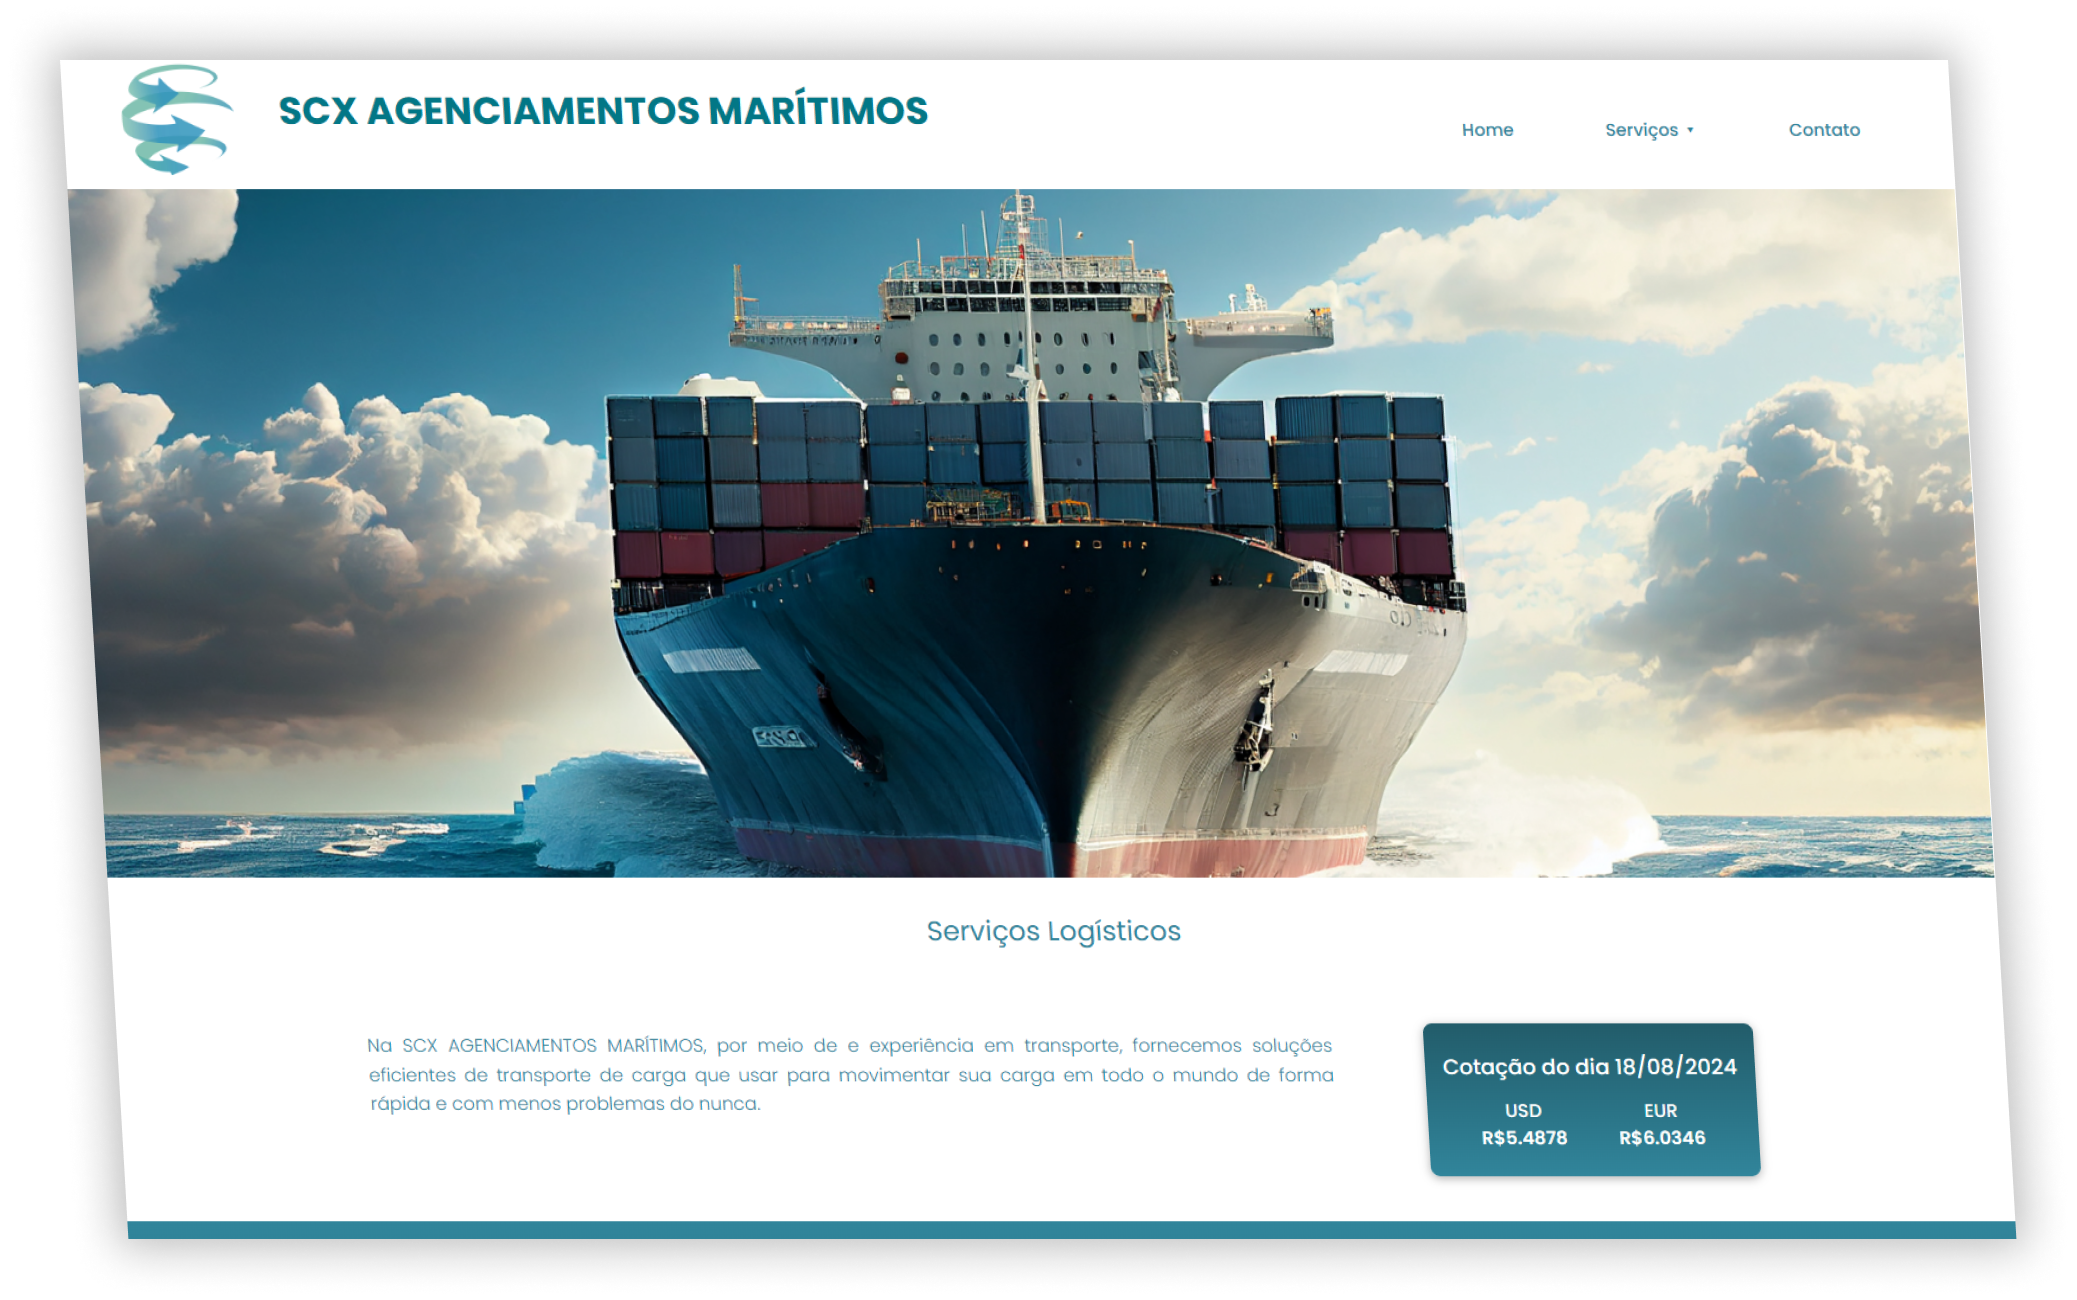 SCX AGENCIAMENTOS MARÍTIMOS
Home
Serviços ▾
Contato
Serviços Logísticos
Na SCX AGENCIAMENTOS MARÍTIMOS, por meio de e experiência em transporte, fornecemos soluções
eficientes de transporte de carga que usar para movimentar sua carga em todo o mundo de forma
rápida e com menos problemas do nunca.
Cotação do dia 18/08/2024
USD
R$5.4878
EUR
R$6.0346